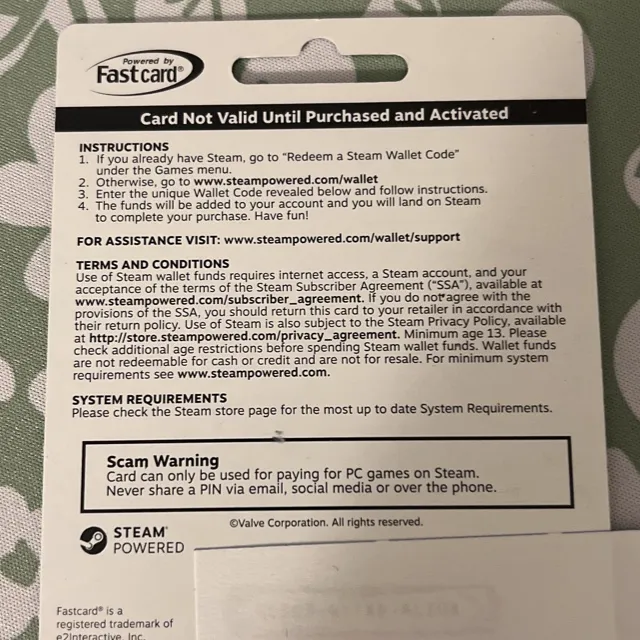 Powered by
Fastcard®
Card Not Valid Until Purchased and Activated
INSTRUCTIONS
1. If you already have Steam, go to “Redeem a Steam Wallet Code”
under the Games menu.
2. Otherwise, go to www.steampowered.com/wallet
3. Enter the unique Wallet Code revealed below and follow instructions.
4. The funds will be added to your account and you will land on Steam
to complete your purchase. Have fun!
FOR ASSISTANCE VISIT: www.steampowered.com/wallet/support
TERMS AND CONDITIONS
Use of Steam wallet funds requires internet access, a Steam account, and your
acceptance of the terms of the Steam Subscriber Agreement (“SSA”), available at
www.steampowered.com/subscriber_agreement. If you do not agree with the
provisions of the SSA, you should return this card to your retailer in accordance with
their return policy. Use of Steam is also subject to the Steam Privacy Policy, available
at http://store.steampowered.com/privacy_agreement. Minimum age 13. Please
check additional age restrictions before spending Steam wallet funds. Wallet funds
are not redeemable for cash or credit and are not for resale. For minimum system
requirements see www.steampowered.com.
SYSTEM REQUIREMENTS
Please check the Steam store page for the most up to date System Requirements.
Scam Warning
Card can only be used for paying for PC games on Steam.
Never share a PIN via email, social media or over the phone.
©Valve Corporation. All rights reserved.
STEAM®
POWERED
Fastcard® is a
registered trademark of
e2Interactive, Inc.